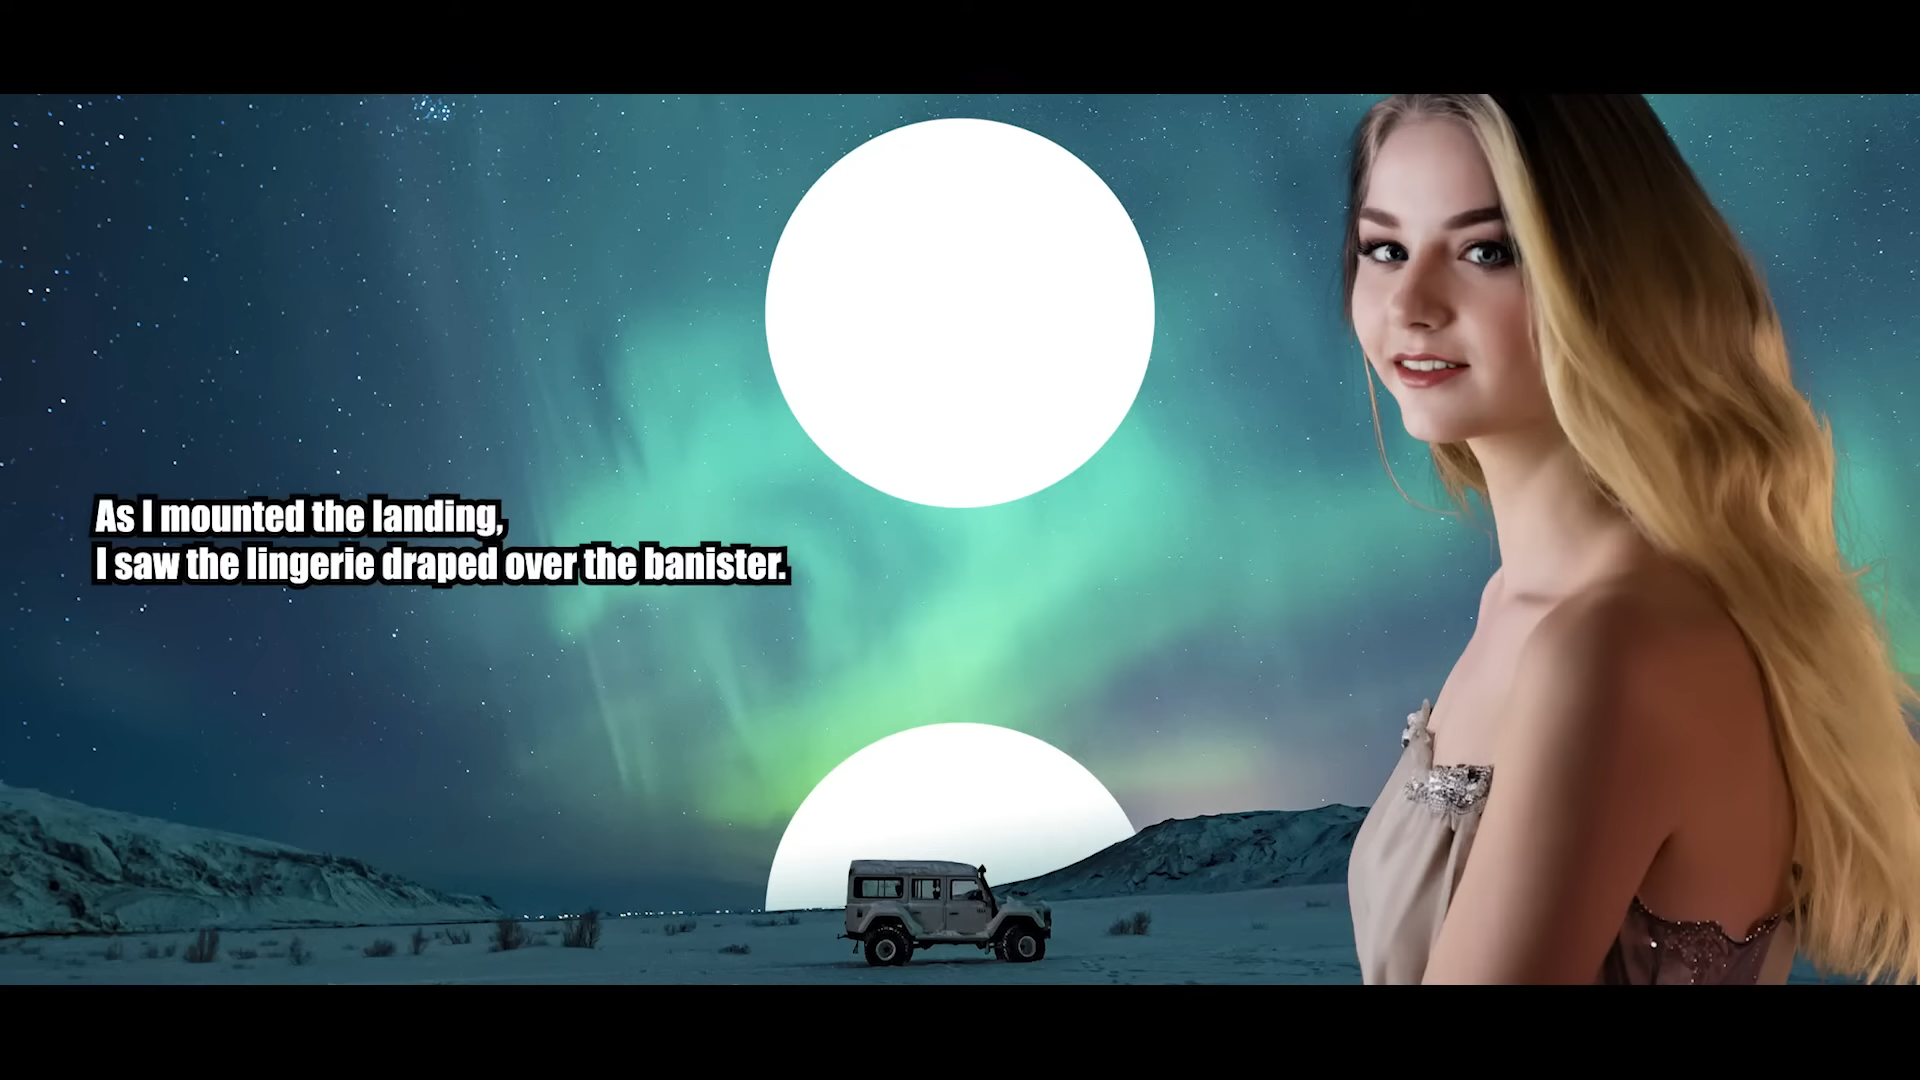 As I mounted the landing,
I saw the lingerie draped over the banister.